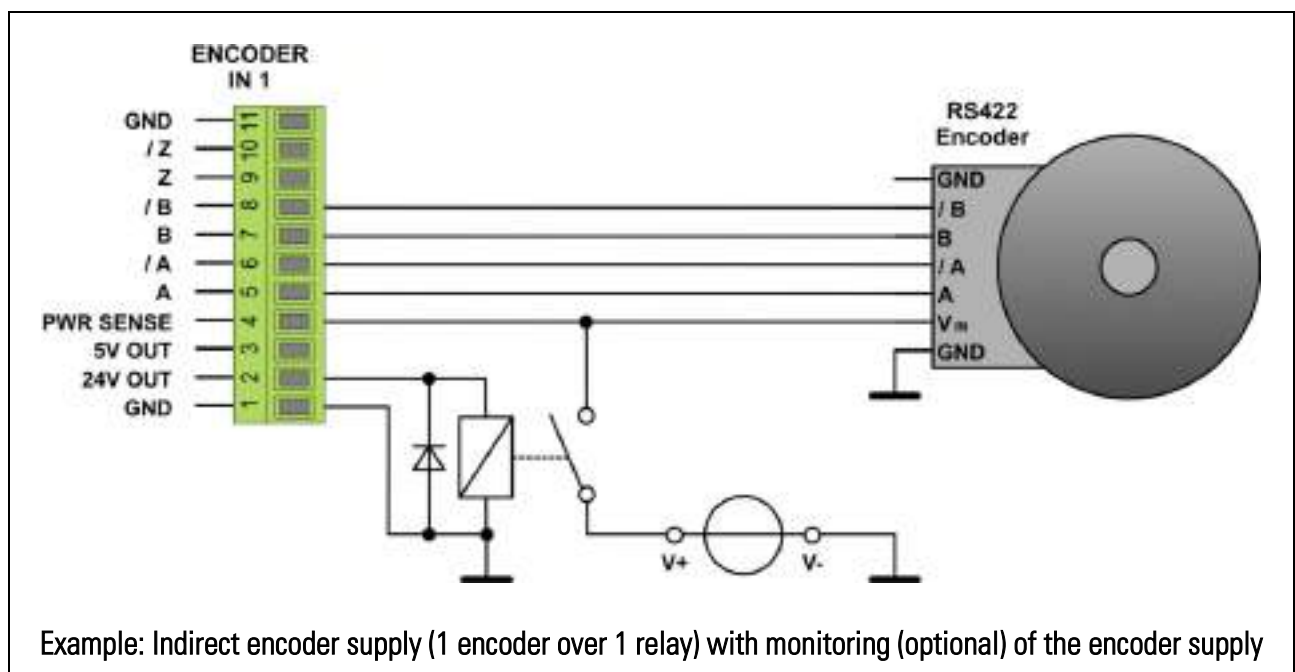 ENCODER
IN 1
GND 11
/ Z 10
Z 9
/ B 8
B 7
/ A 6
A 5
PWR SENSE 4
5V OUT 3
24V OUT 2
GND 1
RS422
Encoder
GND
/ B
B
/ A
A
Vin
GND
V+ V-
Example: Indirect encoder supply (1 encoder over 1 relay) with monitoring (optional) of the encoder supply